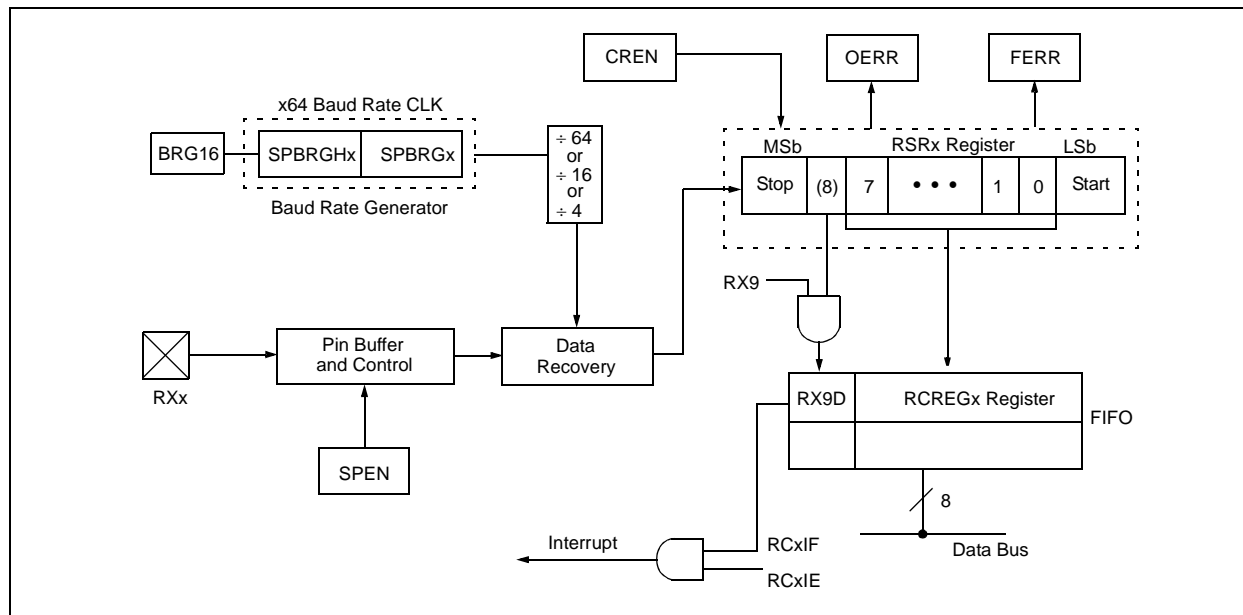 CREN
OERR
FERR
x64 Baud Rate CLK
BRG16
SPBRGHx
SPBRGx
Baud Rate Generator
÷ 64
or
÷ 16
or
÷ 4
MSb
RSRx Register
LSb
Stop
(8)
7
• • •
1
0
Start
RX9
RXx
Pin Buffer
and Control
Data
Recovery
SPEN
RX9D
RCREGx Register
FIFO
8
Data Bus
Interrupt
RCxIF
RCxIE